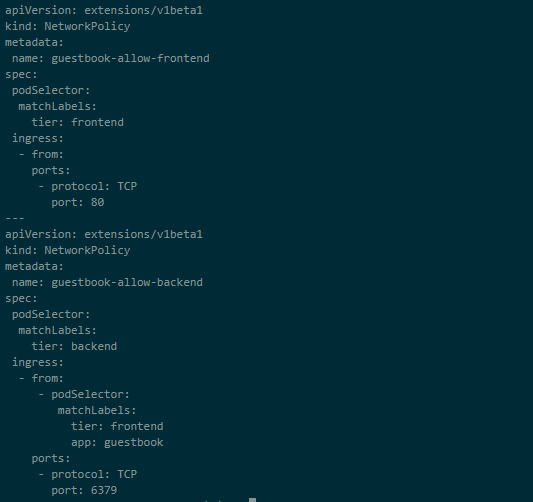 apiVersion: extensions/v1beta1
kind: NetworkPolicy
metadata:
 name: guestbook-allow-frontend
spec:
 podSelector:
  matchLabels:
    tier: frontend
 ingress:
  - from:
    ports:
     - protocol: TCP
       port: 80
---
apiVersion: extensions/v1beta1
kind: NetworkPolicy
metadata:
 name: guestbook-allow-backend
spec:
 podSelector:
  matchLabels:
    tier: backend
 ingress:
  - from:
     - podSelector:
        matchLabels:
          tier: frontend
          app: guestbook
    ports:
     - protocol: TCP
       port: 6379